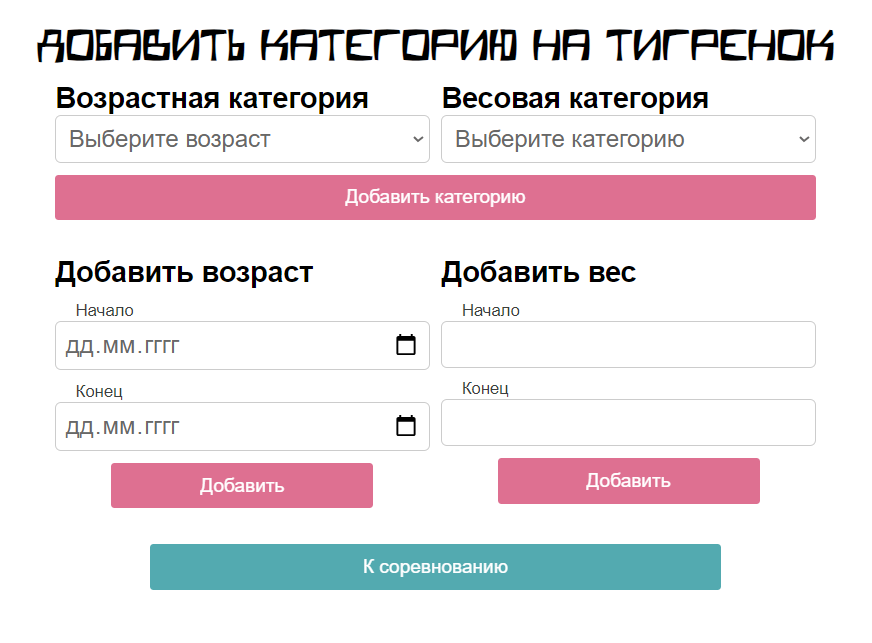 ДОБАВИТЬ КАТЕГОРИЮ НА ТИГРЕНОК
Возрастная категория
Весовая категория
Выберите возраст
Выберите категорию
Добавить категорию
Добавить возраст
Добавить вес
Начало
Начало
дд.мм.гггг
Конец
Конец
дд.мм.гггг
Добавить
Добавить
К соревнованию